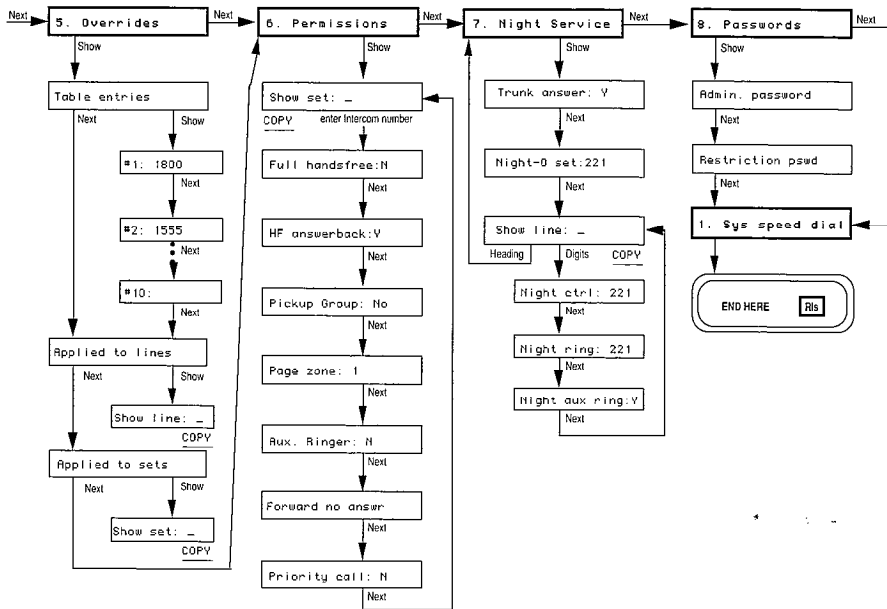 Next
5. Overrides
Next
6. Permissions
Next
7. Night Service
Next
8. Passwords
Next
Show
Table entries
Next
Show
#1: 1800
Next
#2: 1555
Next
#10:
Next
Applied to lines
Next
Show
Show line: _
COPY
Applied to sets
Next
Show
Show set: _
COPY
Show
Show set: _
COPY
enter Intercom number
Full handsfree:N
Next
HF answerback:Y
Next
Pickup Group: No
Next
Page zone: 1
Next
Aux. Ringer: N
Next
Forward no answr
Next
Priority call: N
Next
Show
Trunk answer: Y
Next
Night-O set:221
Next
Show line: _
Heading
Digits
COPY
Night ctrl: 221
Next
Night ring: 221
Next
Night aux ring:Y
Next
Show
Admin. password
Next
Restriction pswd
Next
1. Sys speed dial
END HERE
Rls